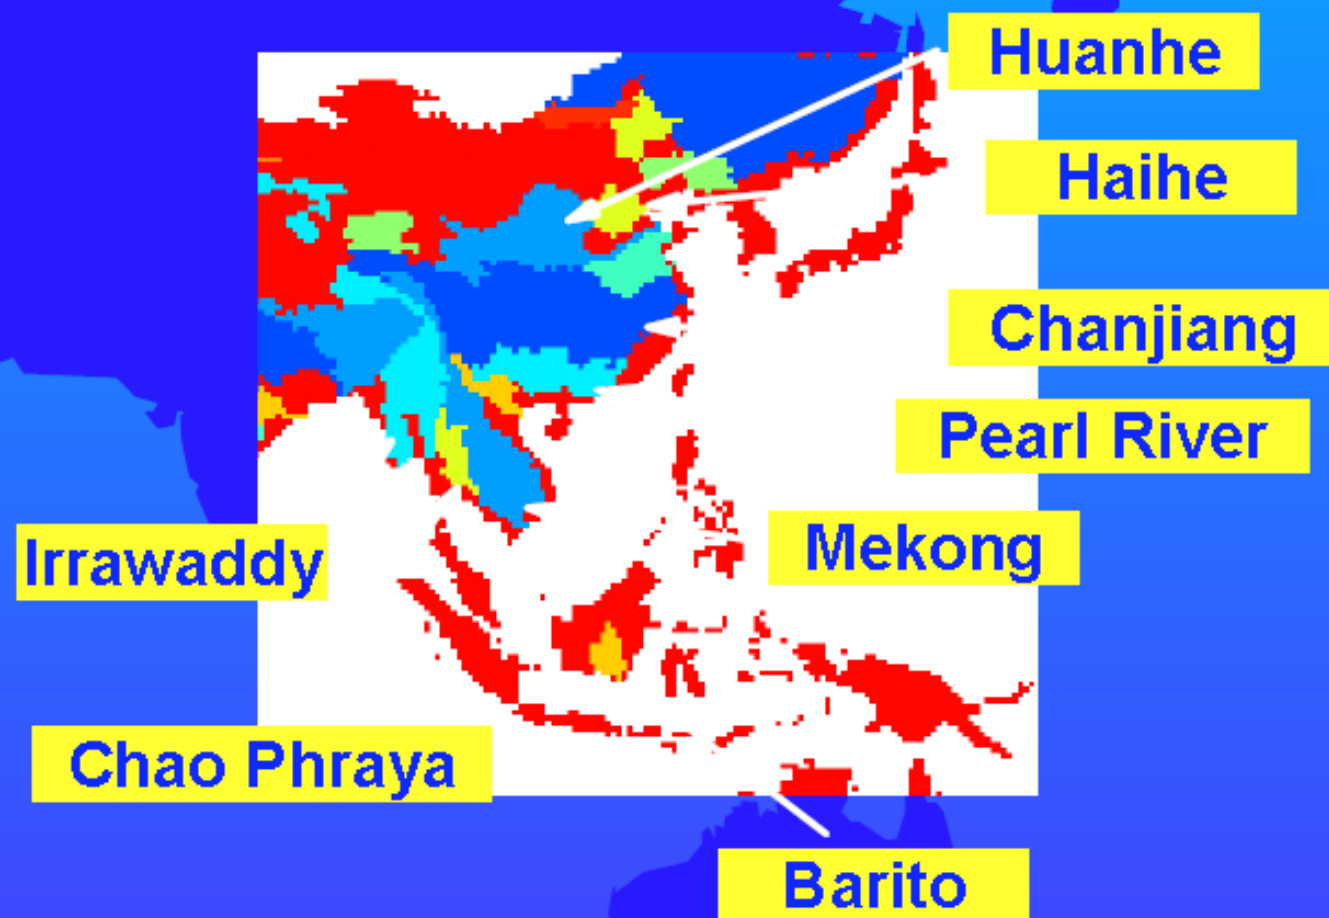 Huanhe
Haihe
Chanjiang
Pearl River
Mekong
Irrawaddy
Chao Phraya
Barito